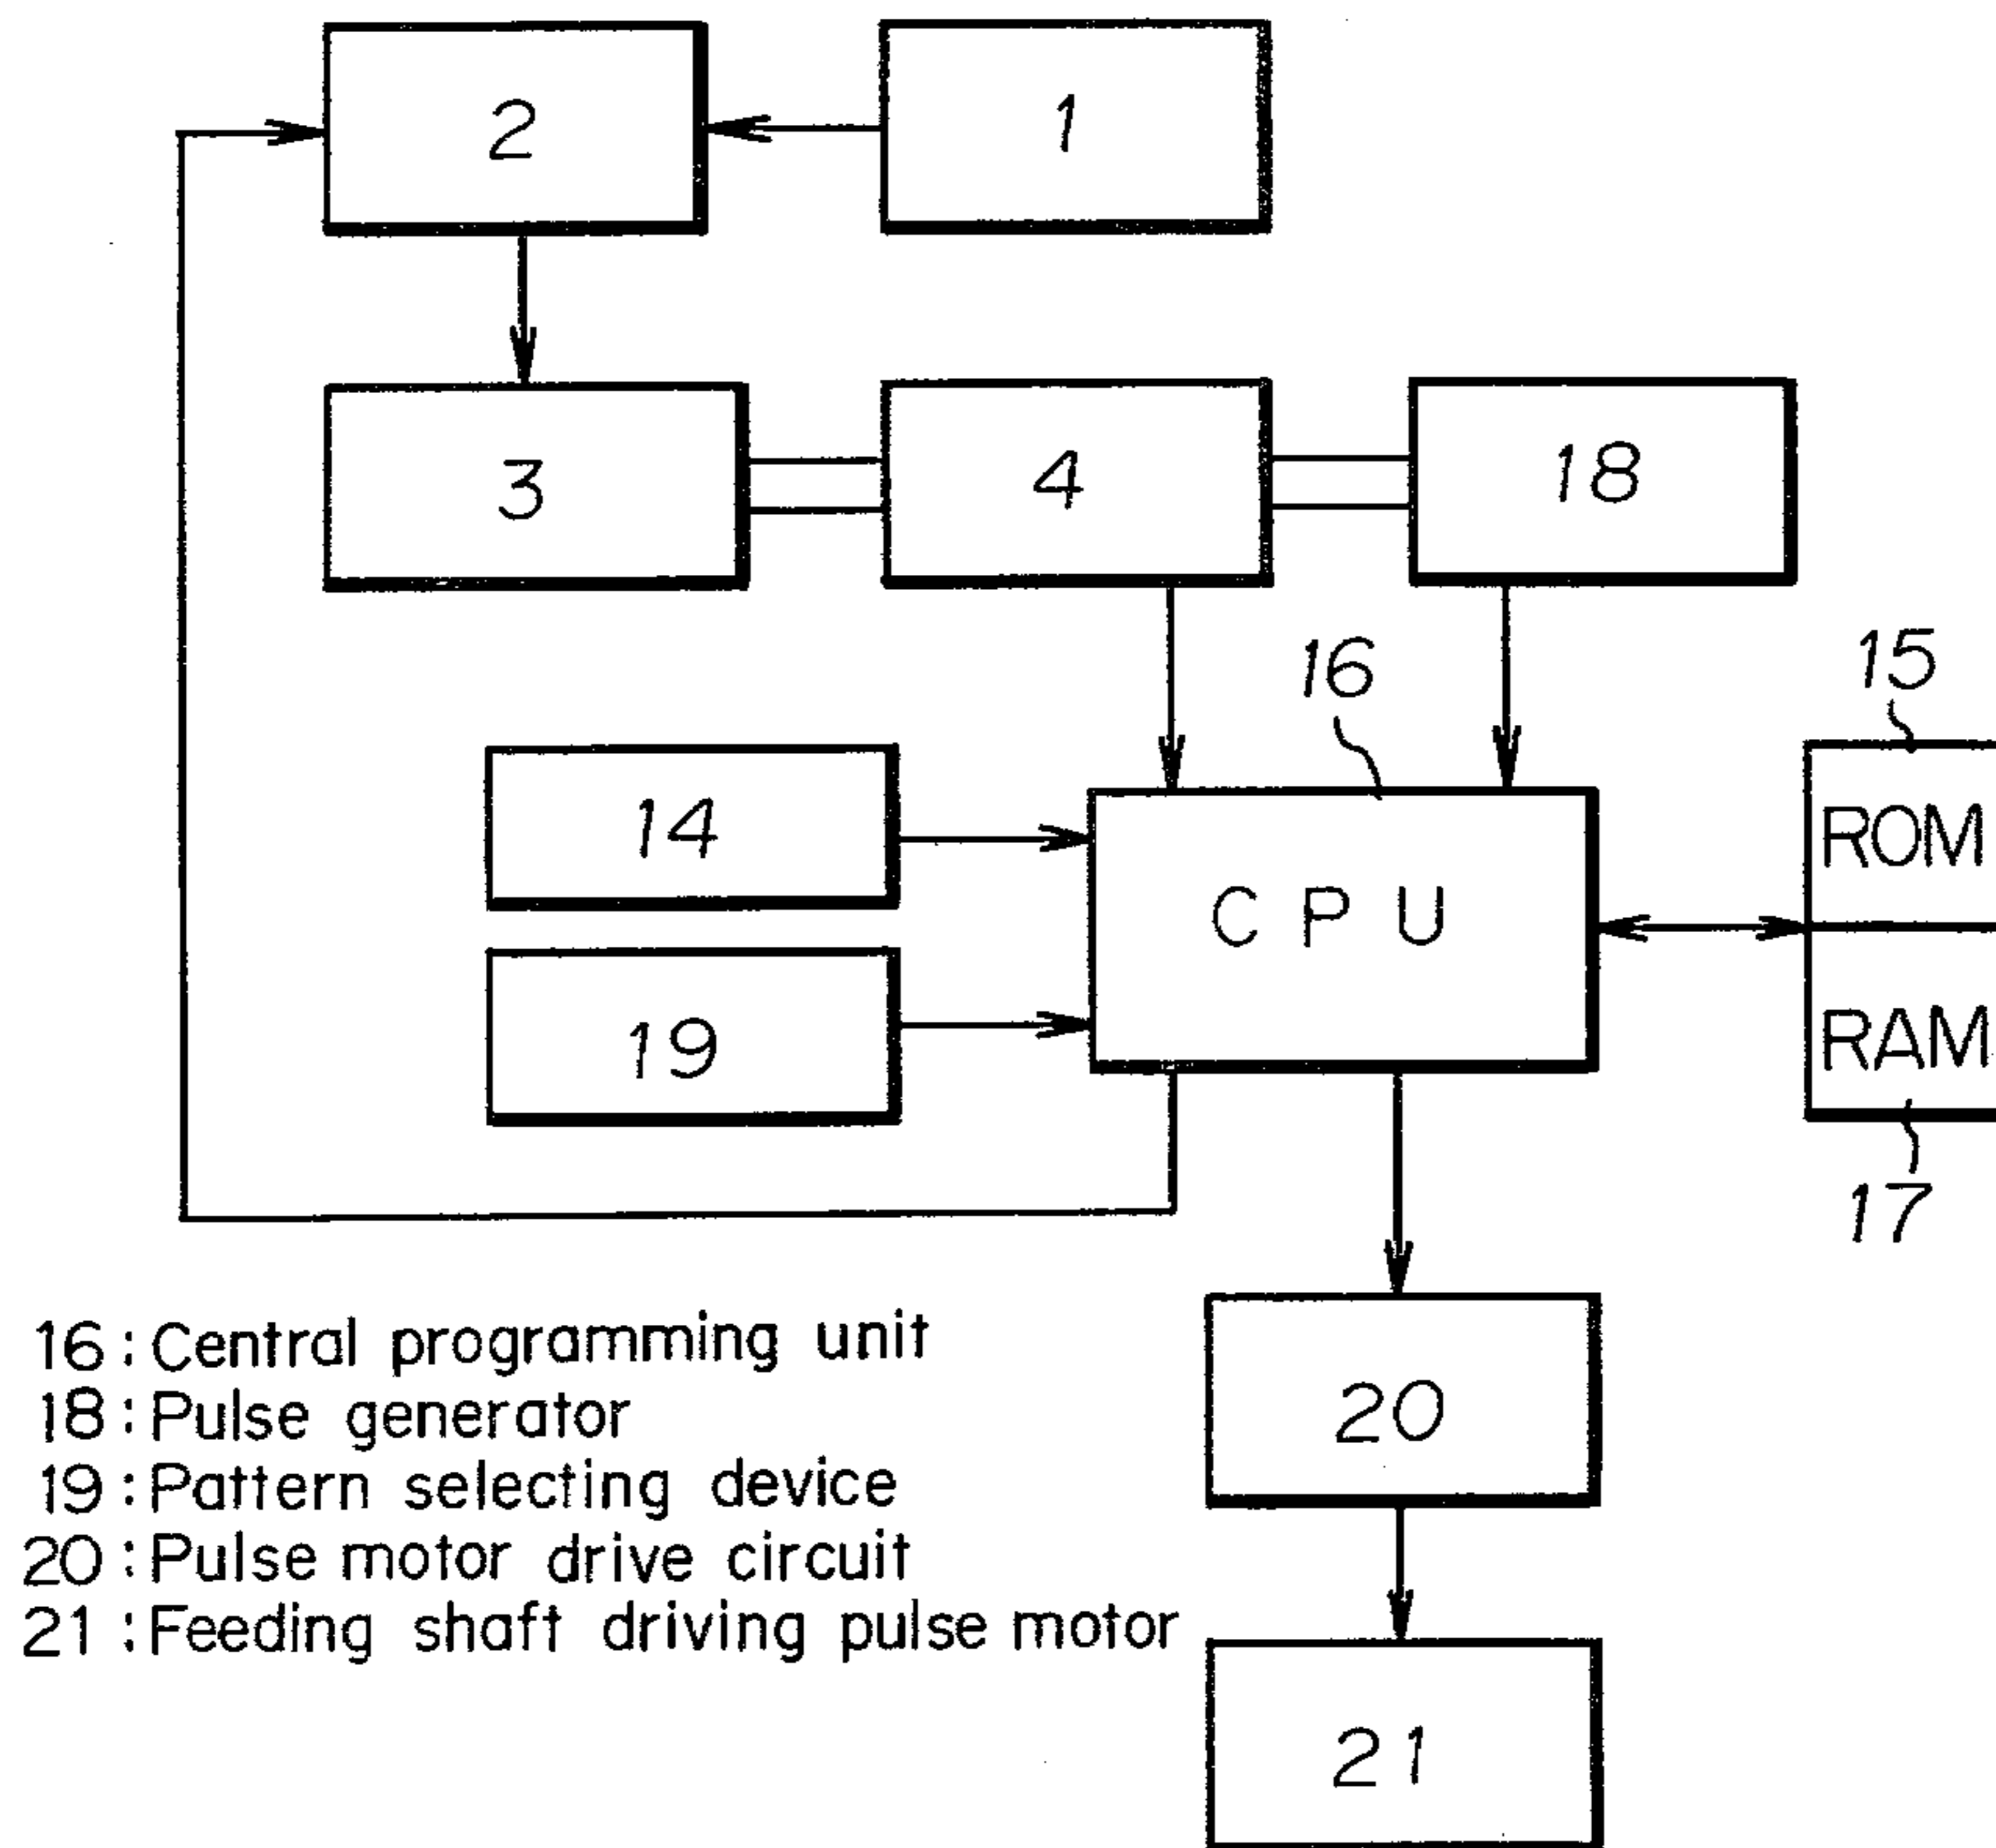 2
1
3
4
18
16
15
14
CPU
ROM
19
RAM
17
20
21
16: Central programming unit
18: Pulse generator
19: Pattern selecting device
20: Pulse motor drive circuit
21: Feeding shaft driving pulse motor